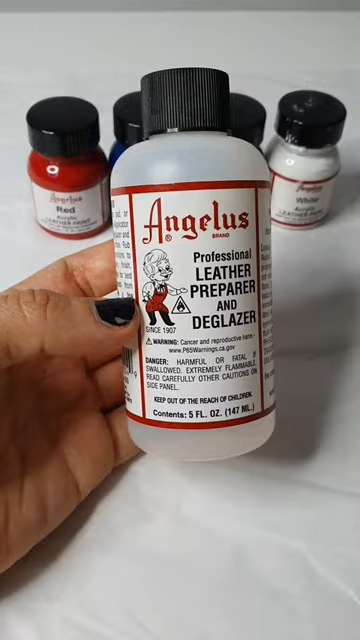 Angelus
Red
Acrylic
LEATHER PAINT
Angelus
White
Acrylic
LEATHER PAINT
Angelus®
BRAND
Professional
LEATHER
PREPARER
AND
DEGLAZER
SINCE 1907
WARNING: Cancer and reproductive harm -
www.P65Warnings.ca.gov
DANGER: HARMFUL OR FATAL IF
SWALLOWED. EXTREMELY FLAMMABLE.
READ CAREFULLY OTHER CAUTIONS ON
SIDE PANEL.
KEEP OUT OF THE REACH OF CHILDREN.
Contents: 5 FL. OZ. (147 ML.)